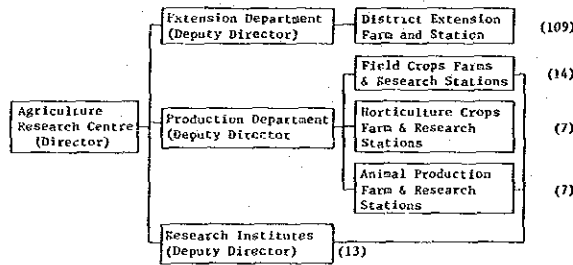 Extension Department
(Deputy Director)
District Extension
Farm and Station
(109)
Field Crops Farms
& Research Stations
(14)
Agriculture
Research Centre
(Director)
Production Department
(Deputy Director
Horticulture Crops
Farm & Research
Stations
(7)
Animal Production
Farm & Research
Stations
(7)
Research Institutes
(Deputy Director)
(13)